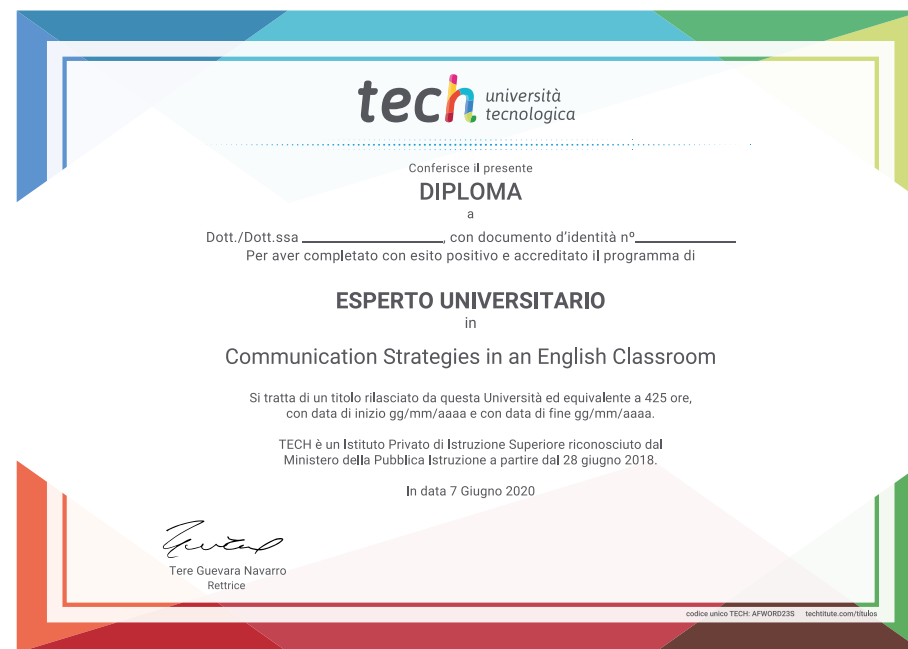 tech università
tecnologica
Conferisce il presente
DIPLOMA
a
Dott./Dott.ssa ____________________, con documento d'identità nº______________
Per aver completato con esito positivo e accreditato il programma di
ESPERTO UNIVERSITARIO
in
Communication Strategies in an English Classroom
Si tratta di un titolo rilasciato da questa Università ed equivalente a 425 ore,
con data di inizio gg/mm/aaaa e con data di fine gg/mm/aaaa.
TECH è un Istituto Privato di Istruzione Superiore riconosciuto dal
Ministero della Pubblica Istruzione a partire dal 28 giugno 2018.
In data 7 Giugno 2020
Tere Guevara Navarro
Rettrice
codice unico TECH: AFWORD23S techtitute.com/titulos